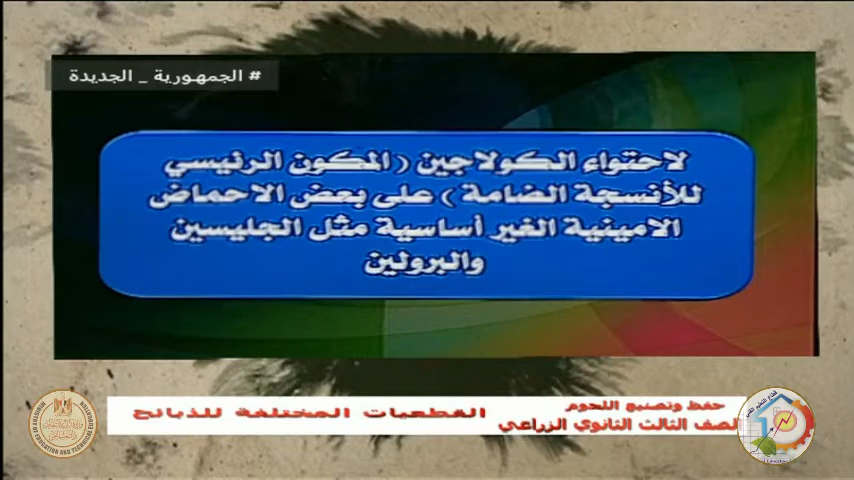 # الجمهورية _ الجديدة
لاحتواء الكولاجين (المكون الرئيسي
للأنسجة الضامة) على بعض الاحماض
الامينية الغير أساسية مثل الجليسين
والبرولين
حفظ وتصنيع اللحوم
الصف الثالث الثانوي الزراعي
القطعيات المختلفة للذبائح